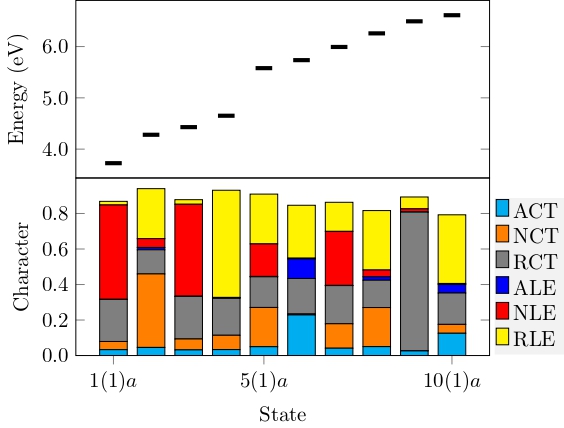 Energy (eV)
6.0
5.0
4.0
Character
0.8
0.6
0.4
0.2
0.0
1(1)a
5(1)a
10(1)a
State
ACT
NCT
RCT
ALE
NLE
RLE